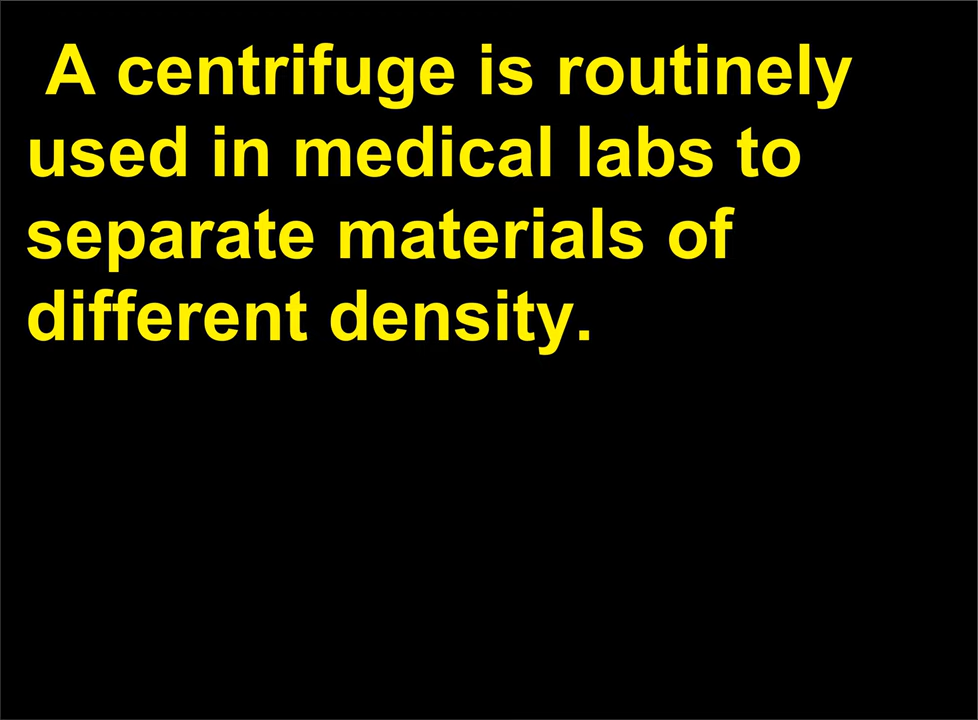 A centrifuge is routinely
used in medical labs to
separate materials of
different density.